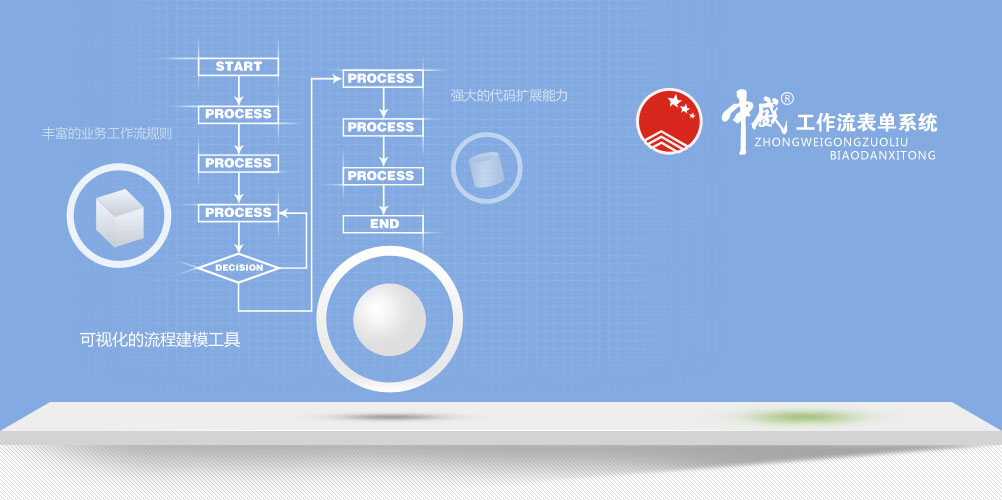 START
PROCESS
PROCESS
PROCESS
DECISION
PROCESS
PROCESS
PROCESS
END
丰富的业务工作流规则
强大的代码扩展能力
可视化的流程建模工具
中威®工作流表单系统
ZHONGWEIGONGZUOLIU
BIAODANXITONG